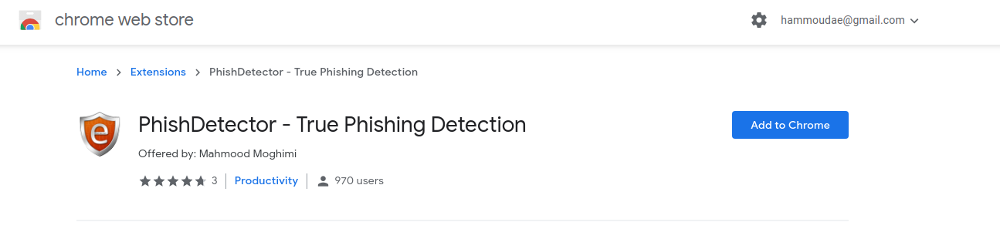 chrome web store
hammoudae@gmail.com
Home > Extensions > PhishDetector - True Phishing Detection
e
PhishDetector - True Phishing Detection
Add to Chrome
Offered by: Mahmood Moghimi
3 | Productivity | 970 users